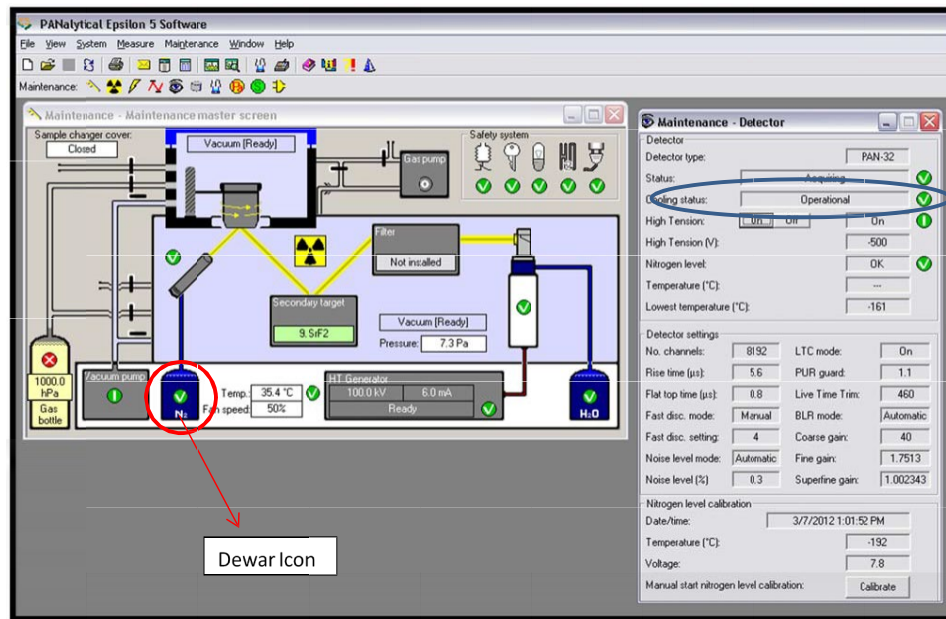 PANalytical Epsilon 5 Software
File View System Measure Maintenance Window Help
Maintenance:
Maintenance - Maintenance master screen
Sample changer cover:
Closed
Vacuum [Ready]
Gas pump
Safety system
Filter
Not installed
Secondary target
9. SrF2
Vacuum [Ready]
Pressure: 7.3 Pa
1000.0
hPa
Gas
bottle
Vacuum pump
N₂
Temp.: 35.4 °C
Fan speed: 50%
HT Generator
100.0 kV 6.0 mA
Ready
H2O
Dewar Icon
Maintenance - Detector
Detector
Detector type: PAN-32
Status: Acquiring
Cooling status: Operational
High Tension: On Off On
High Tension (V): -500
Nitrogen level: OK
Temperature (°C): ---
Lowest temperature (°C): -161
Detector settings
No. channels: 8192 LTC mode: On
Rise time (µs): 5.6 PUR guard: 1.1
Flat top time (µs): 0.8 Live Time Trim: 460
Fast disc. mode: Manual BLR mode: Automatic
Fast disc. setting: 4 Coarse gain: 40
Noise level mode: Automatic Fine gain: 1.7513
Noise level (%) 0.3 Superfine gain: 1.002343
Nitrogen level calibration
Date/time: 3/7/2012 1:01:52 PM
Temperature (°C): -192
Voltage: 7.8
Manual start nitrogen level calibration: Calibrate